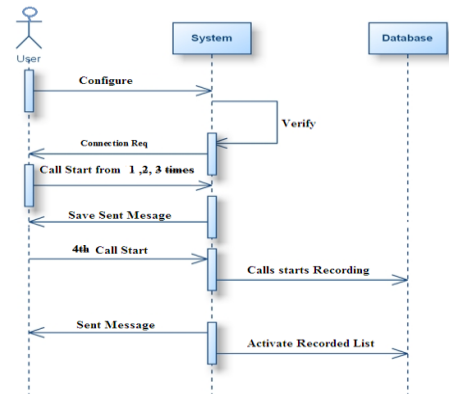 System
Database
User
Configure
Verify
Connection Req
Call Start from 1 ,2, 3 times
Save Sent Mesage
4th Call Start
Calls starts Recording
Sent Message
Activate Recorded List